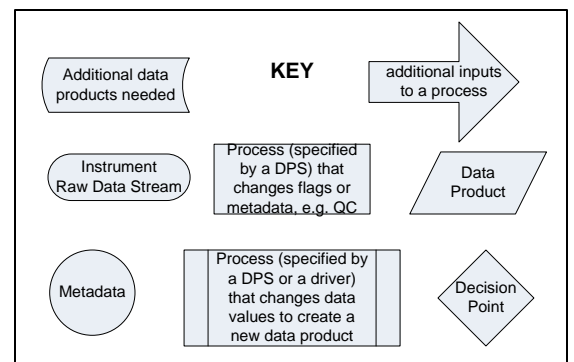 KEY
Additional data
products needed
additional inputs
to a process
Instrument
Raw Data Stream
Process (specified
by a DPS) that
changes flags or
metadata, e.g. QC
Data
Product
Metadata
Process (specified by
a DPS or a driver)
that changes data
values to create a
new data product
Decision
Point